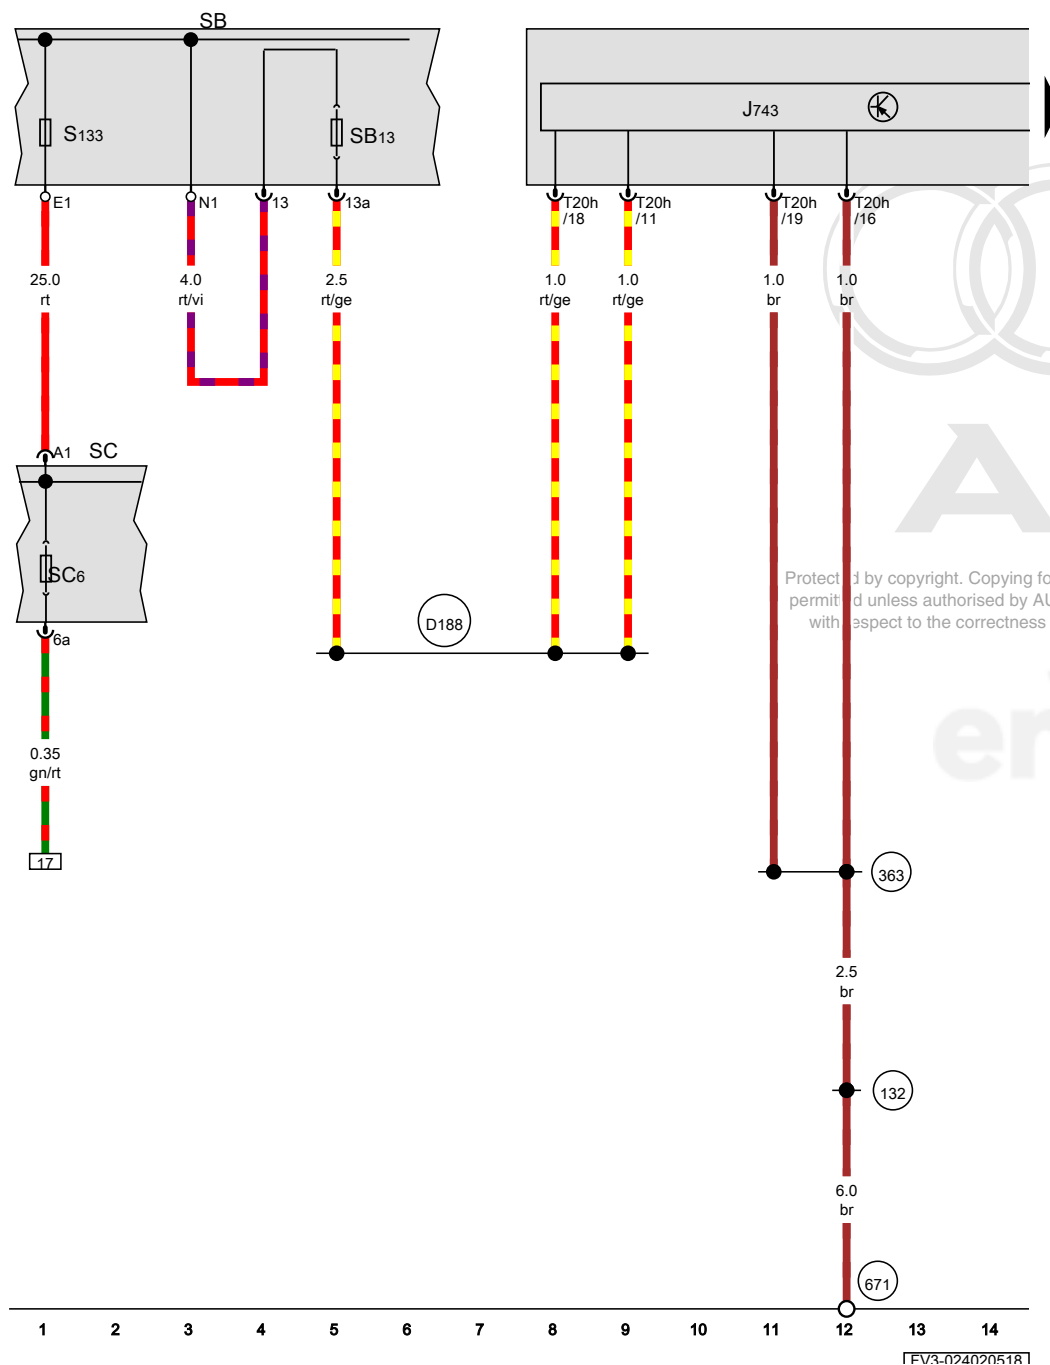 SB
S133
SB13
J743
E1
N1
13
13a
T20h
/18
T20h
/11
T20h
/19
T20h
/16
25.0
rt
4.0
rt/vi
2.5
rt/ge
1.0
rt/ge
1.0
rt/ge
1.0
br
1.0
br
A1
SC
SC6
6a
D188
Protect d by copyright. Copying fo
permit d unless authorised by AU
with espect to the correctness
0.35
gn/rt
17
363
2.5
br
132
6.0
br
671
1 2 3 4 5 6 7 8 9 10 11 12 13 14
FV3-024020518